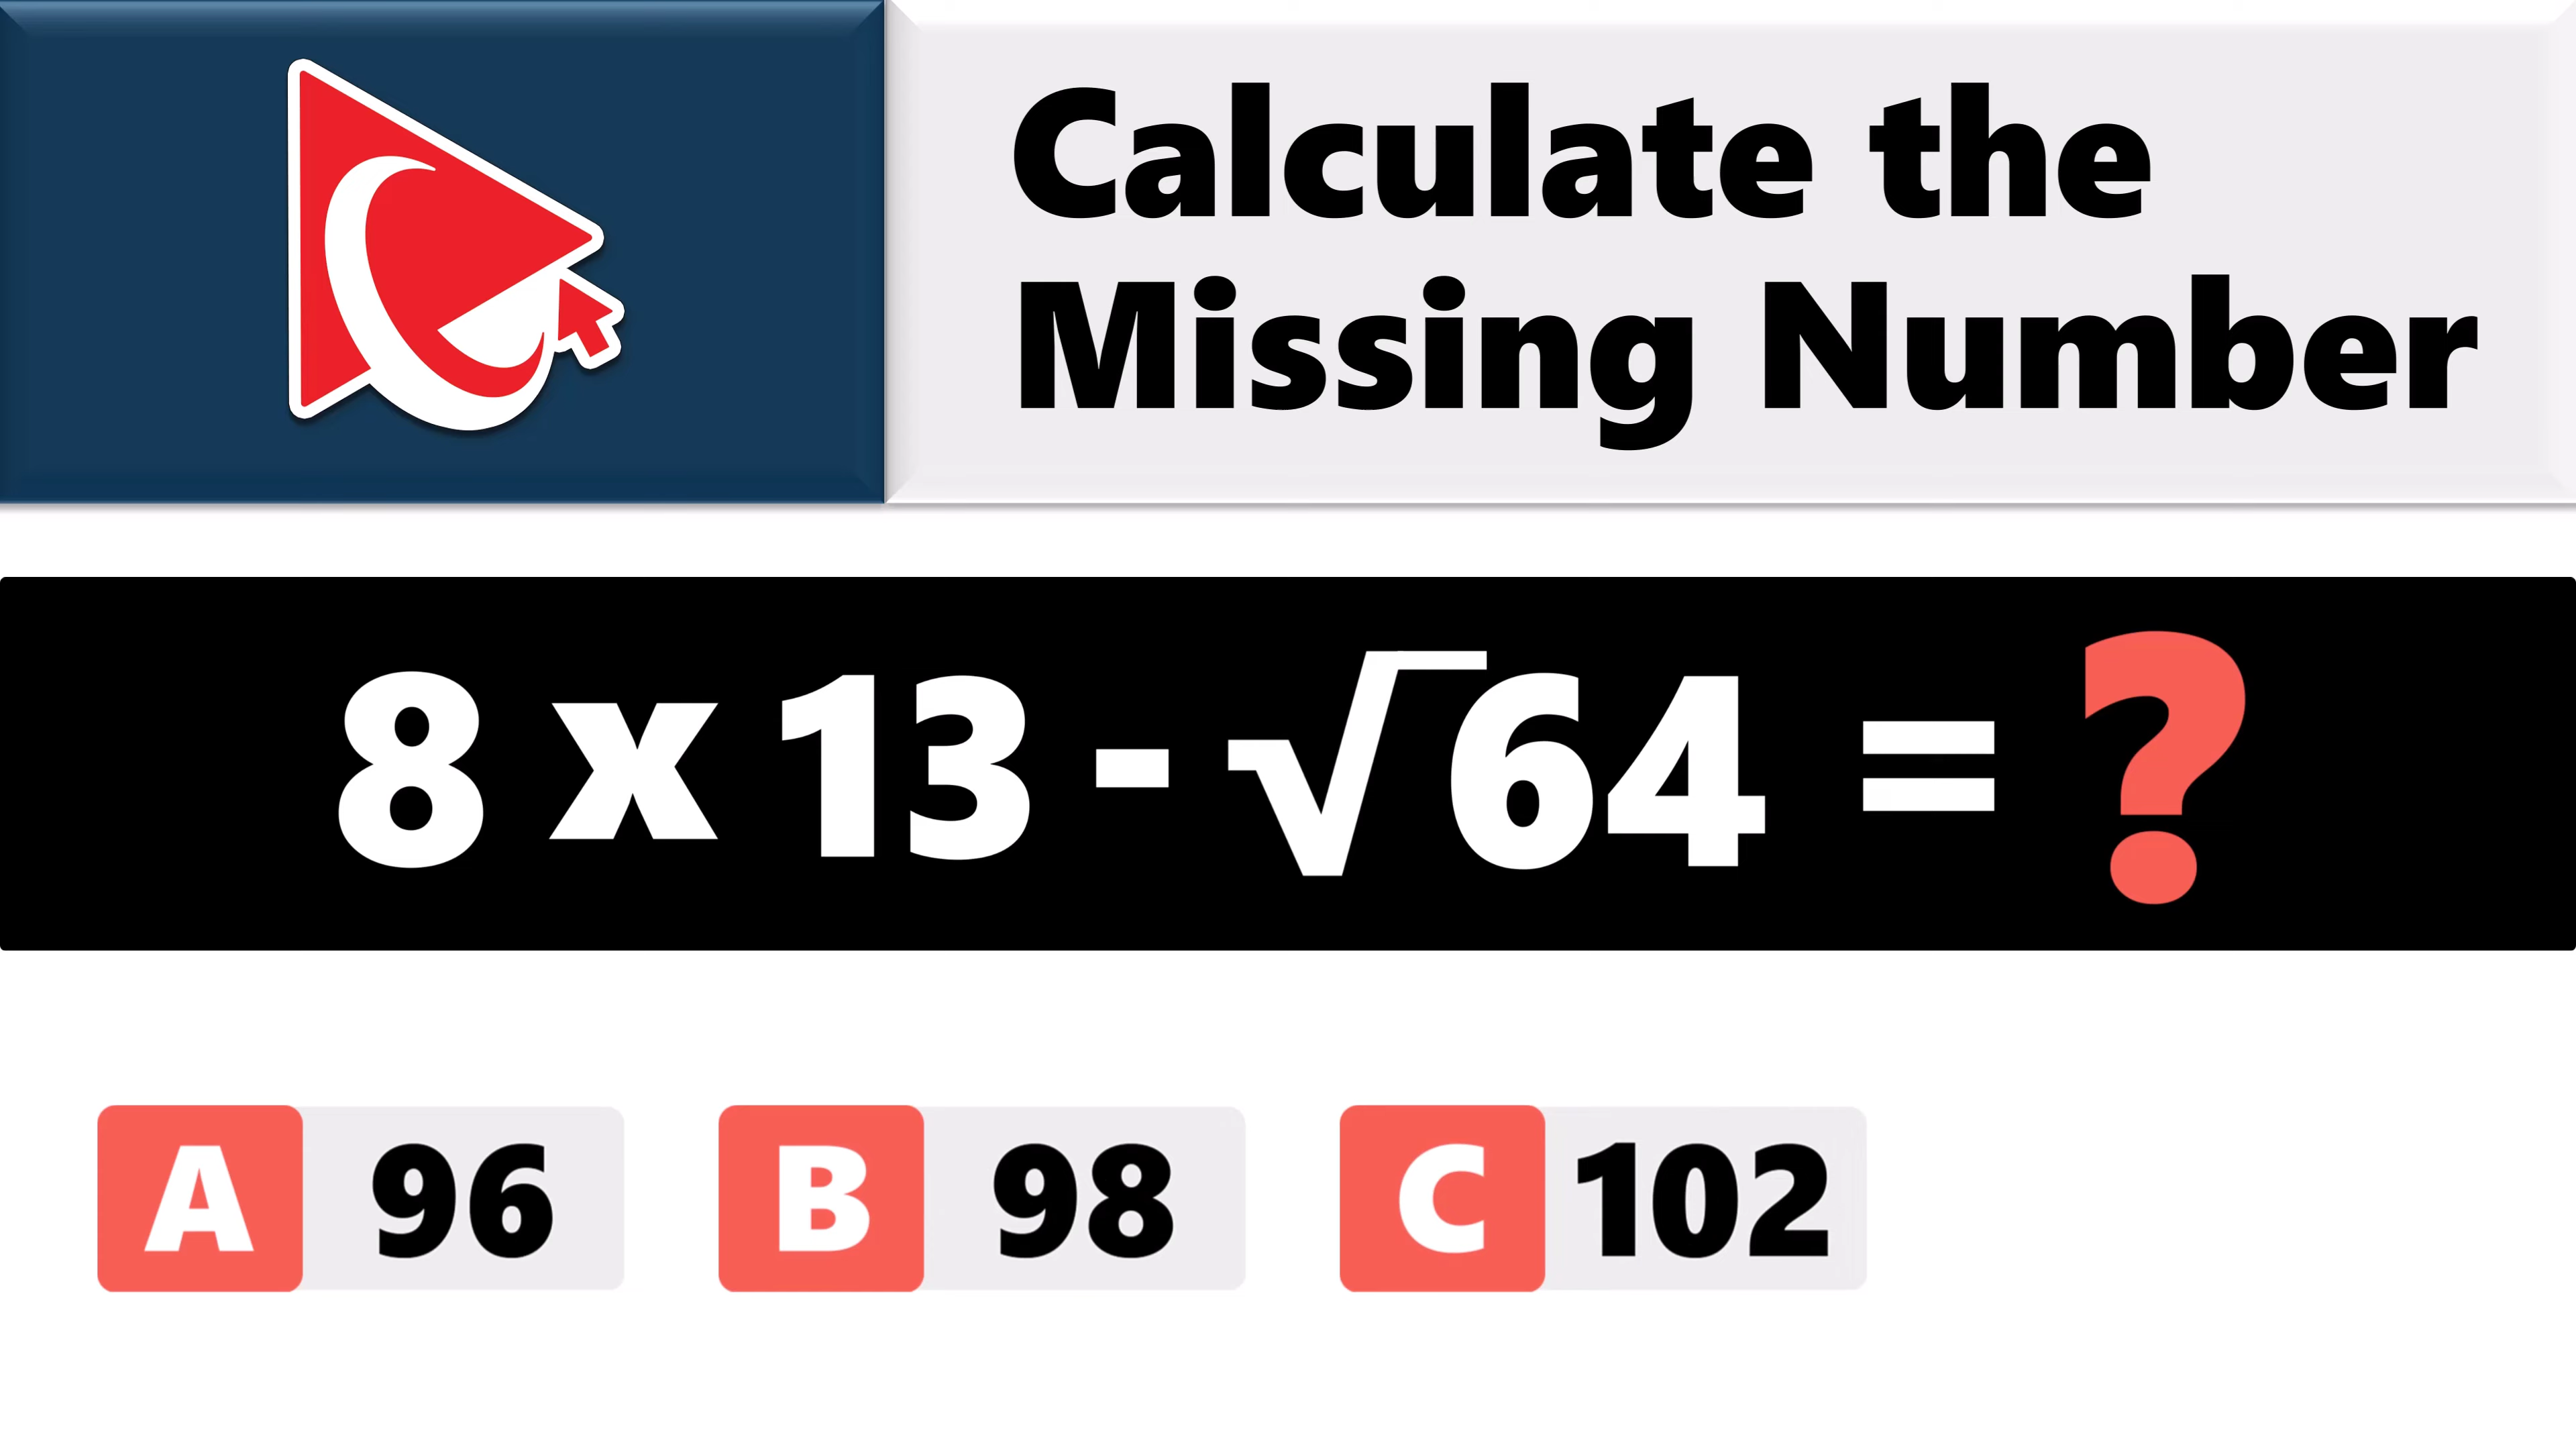 Calculate the
Missing Number
8 x 13 - √64 = ?
A 96 B 98 C 102